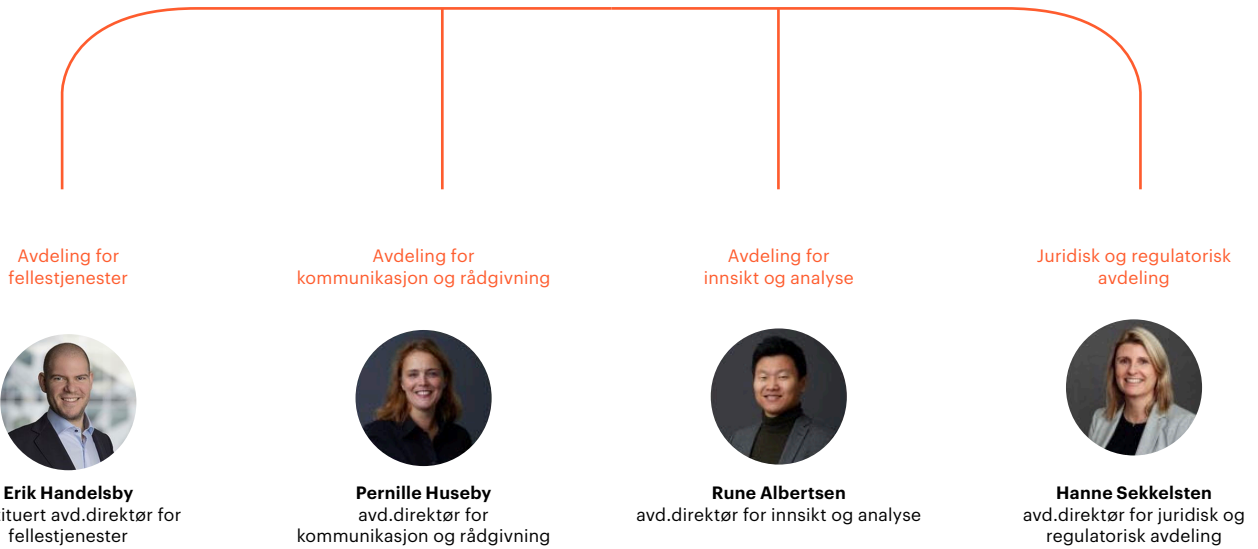 Avdeling for
fellestjenester
Avdeling for
kommunikasjon og rådgivning
Avdeling for
innsikt og analyse
Juridisk og regulatorisk
avdeling
Erik Handelsby
tituert avd.direktør for
fellestjenester
Pernille Huseby
avd.direktør for
kommunikasjon og rådgivning
Rune Albertsen
avd.direktør for innsikt og analyse
Hanne Sekkelsten
avd.direktør for juridisk og
regulatorisk avdeling